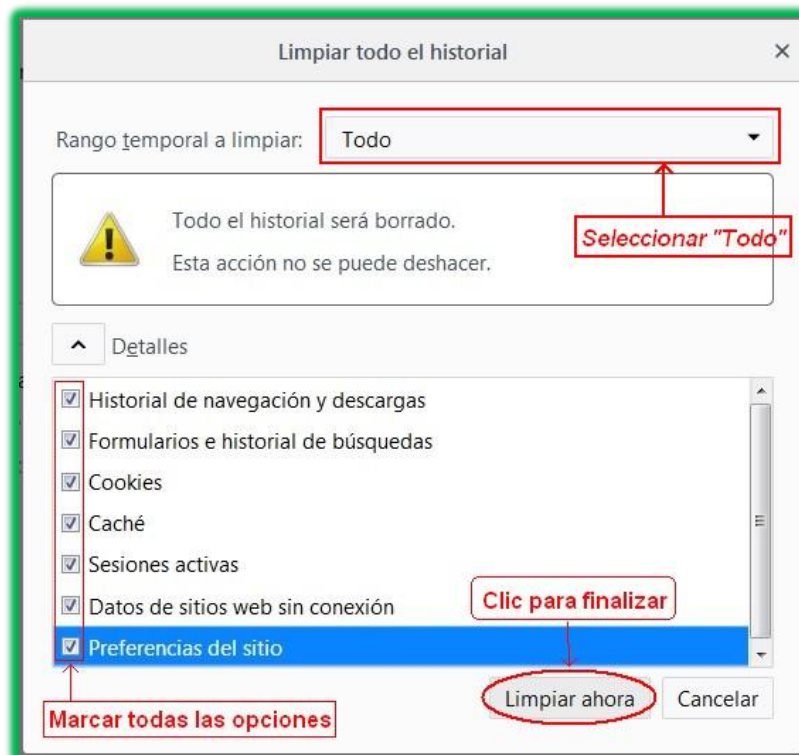 Limpiar todo el historial
Rango temporal a limpiar: Todo
Todo el historial será borrado.
Seleccionar "Todo"
Esta acción no se puede deshacer.
Detalles
Historial de navegación y descargas
Formularios e historial de búsquedas
Cookies
Caché
Sesiones activas
Datos de sitios web sin conexión
Clic para finalizar
Preferencias del sitio
Limpiar ahora Cancelar
Marcar todas las opciones